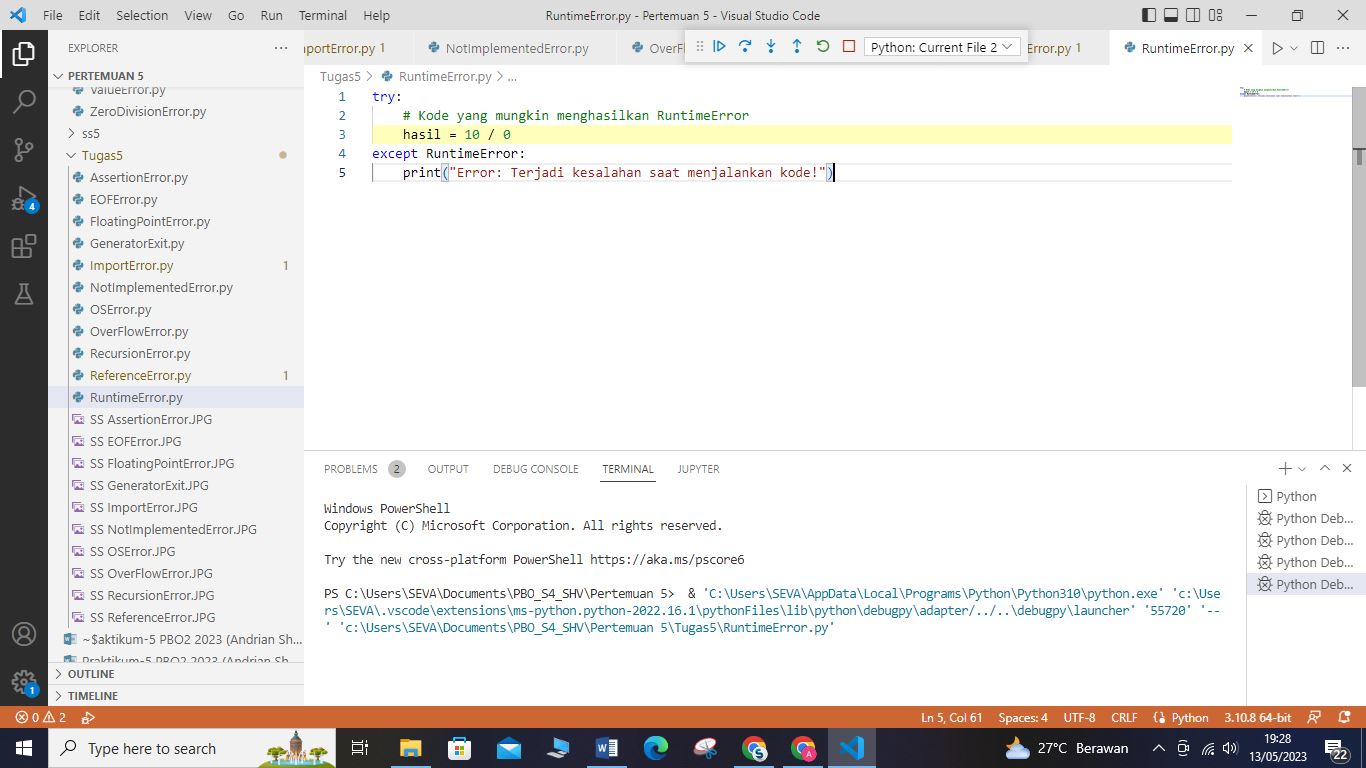 File Edit Selection View Go Run Terminal Help RuntimeError.py - Pertemuan 5 - Visual Studio Code
EXPLORER
portError.py 1 NotImplementedError.py OverFl Python: Current File 2 Error.py 1 RuntimeError.py
PERTEMUAN 5
ValueError.py
ZeroDivisionError.py
ss5
Tugas5
AssertionError.py
EOFError.py
FloatingPointError.py
GeneratorExit.py
ImportError.py 1
NotImplementedError.py
OSError.py
OverFlowError.py
RecursionError.py
ReferenceError.py 1
RuntimeError.py
SS AssertionError.JPG
SS EOFError.JPG
SS FloatingPointError.JPG
SS GeneratorExit.JPG
SS ImportError.JPG
SS NotImplementedError.JPG
SS OSError.JPG
SS OverFlowError.JPG
SS RecursionError.JPG
SS ReferenceError.JPG
~$aktikum-5 PBO2 2023 (Andrian Sh...
Praktikum-5 PBO2 2023 (Andrian Sh...
OUTLINE
TIMELINE
4
1
Tugas5 > RuntimeError.py > ...
1 try:
2 # Kode yang mungkin menghasilkan RuntimeError
3 hasil = 10 / 0
4 except RuntimeError:
5 print("Error: Terjadi kesalahan saat menjalankan kode!")
PROBLEMS 2 OUTPUT DEBUG CONSOLE TERMINAL JUPYTER
Windows PowerShell
Copyright (C) Microsoft Corporation. All rights reserved.
Try the new cross-platform PowerShell https://aka.ms/pscore6
PS C:\Users\SEVA\Documents\PBO_S4_SHV\Pertemuan 5> & 'C:\Users\SEVA\AppData\Local\Programs\Python\Python310\python.exe' 'c:\Use
rs\SEVA\.vscode\extensions\ms-python.python-2022.16.1\pythonFiles\lib\python\debugpy\adapter/../..\debugpy\launcher' '55720' '--
' 'c:\Users\SEVA\Documents\PBO_S4_SHV\Pertemuan 5\Tugas5\RuntimeError.py'
Python
Python Deb...
Python Deb...
Python Deb...
Python Deb...
0 2 Ln 5, Col 61 Spaces: 4 UTF-8 CRLF Python 3.10.8 64-bit
Type here to search 27°C Berawan 19:28
13/05/2023
22